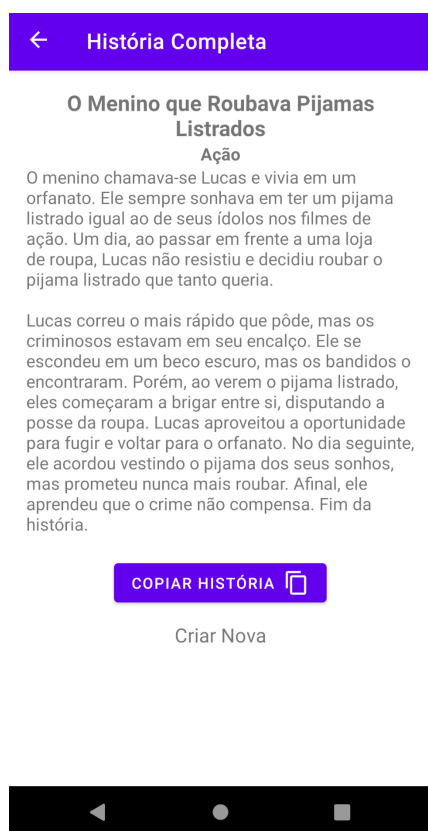 História Completa
O Menino que Roubava Pijamas
Listrados
Ação
O menino chamava-se Lucas e vivia em um
orfanato. Ele sempre sonhava em ter um pijama
listrado igual ao de seus ídolos nos filmes de
ação. Um dia, ao passar em frente a uma loja
de roupa, Lucas não resistiu e decidiu roubar o
pijama listrado que tanto queria.
Lucas correu o mais rápido que pôde, mas os
criminosos estavam em seu encalço. Ele se
escondeu em um beco escuro, mas os bandidos o
encontraram. Porém, ao verem o pijama listrado,
eles começaram a brigar entre si, disputando a
posse da roupa. Lucas aproveitou a oportunidade
para fugir e voltar para o orfanato. No dia seguinte,
ele acordou vestindo o pijama dos seus sonhos,
mas prometeu nunca mais roubar. Afinal, ele
aprendeu que o crime não compensa. Fim da
história.
COPIAR HISTÓRIA
Criar Nova